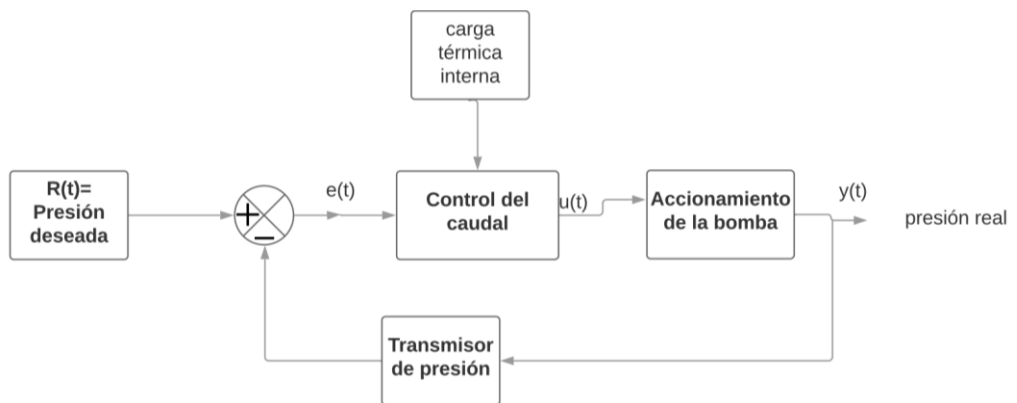 carga
térmica
interna
R(t)=
Presión
deseada
+
−
e(t)
Control del
caudal
u(t)
Accionamiento
de la bomba
y(t)
presión real
Transmisor
de presión